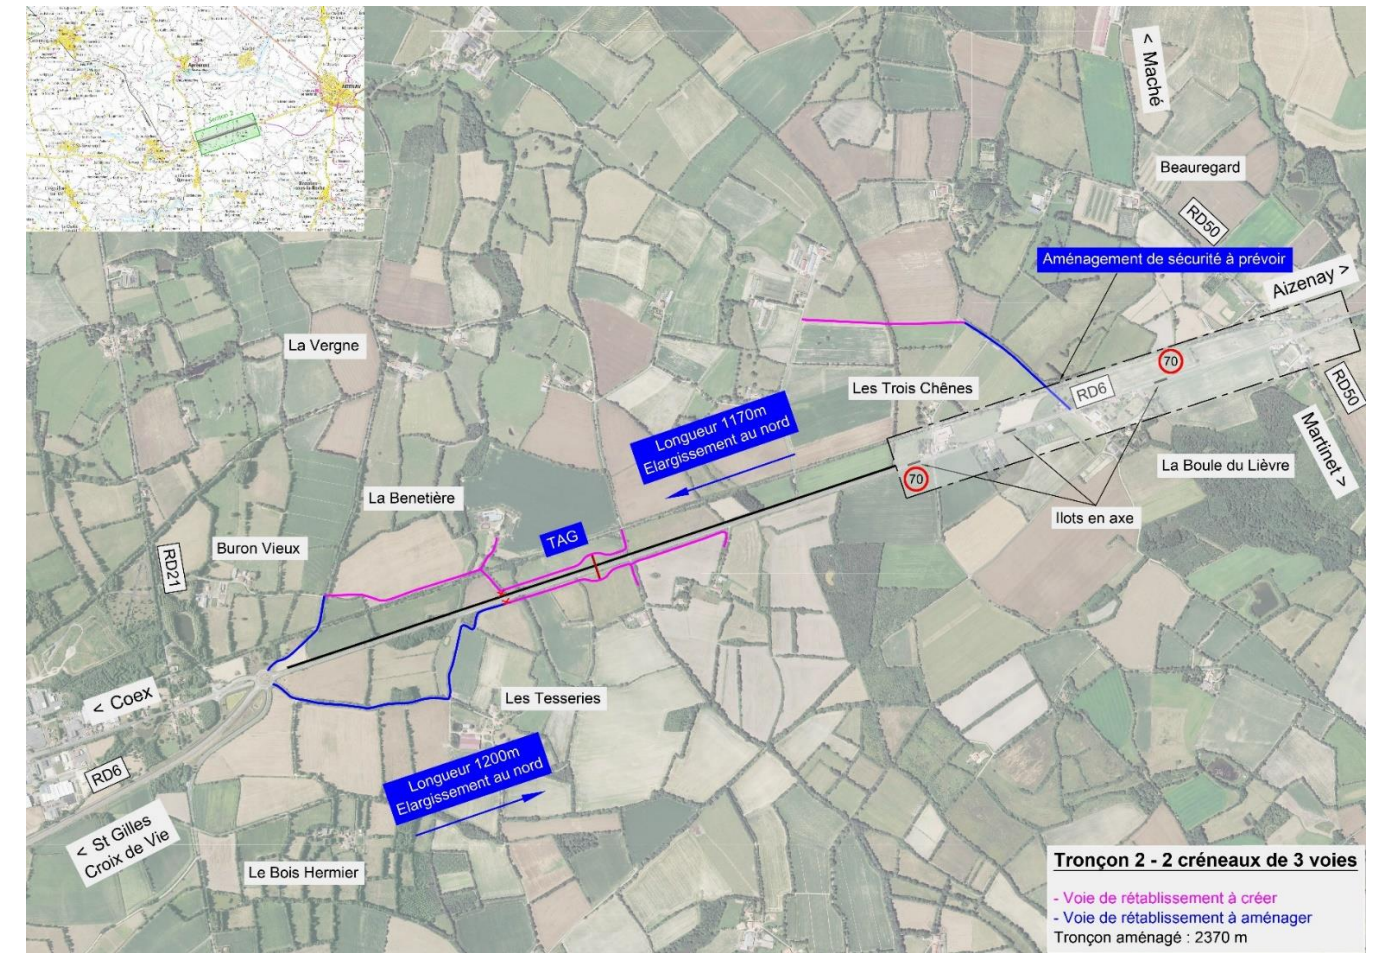 Section 2
< Maché
Beauregard
RD50
Aménagement de sécurité à prévoir
Aizenay >
La Vergne
70
Les Trois Chênes
RD6
RD50
Longueur 1170m
Elargissement au nord
Martinet >
La Boule du Lièvre
70
La Benetière
Ilots en axe
TAG
Buron Vieux
RD21
< Coex
Les Tesseries
Longueur 1200m
Elargissement au nord
RD6
< St Gilles
Croix de Vie
Le Bois Hermier
Tronçon 2 - 2 créneaux de 3 voies
- Voie de rétablissement à créer
- Voie de rétablissement à aménager
Tronçon aménagé : 2370 m